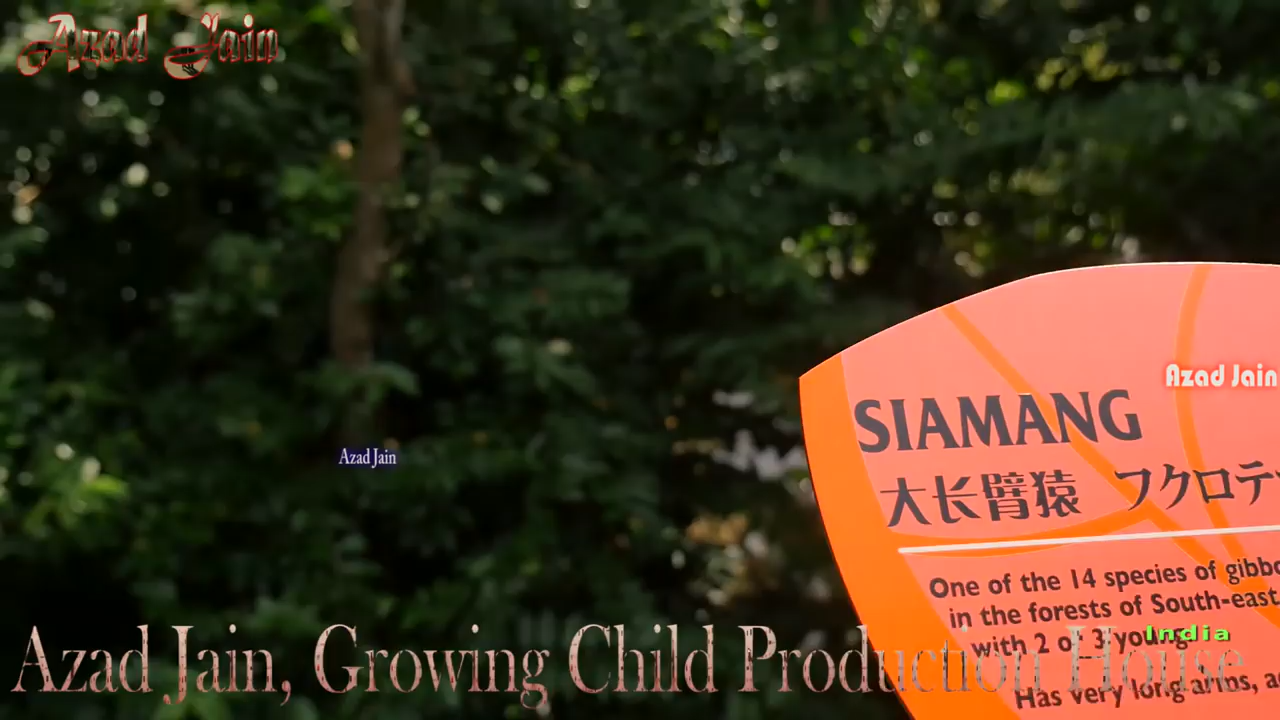 Azad Jain
Azad Jain
SIAMANG
大长臂猿 フクロテ
Azad Jain
One of the 14 species of
in the forests of South-east
with 2 or 3 young
India
Has very long arms,
Azad Jain, Growing Child Production House